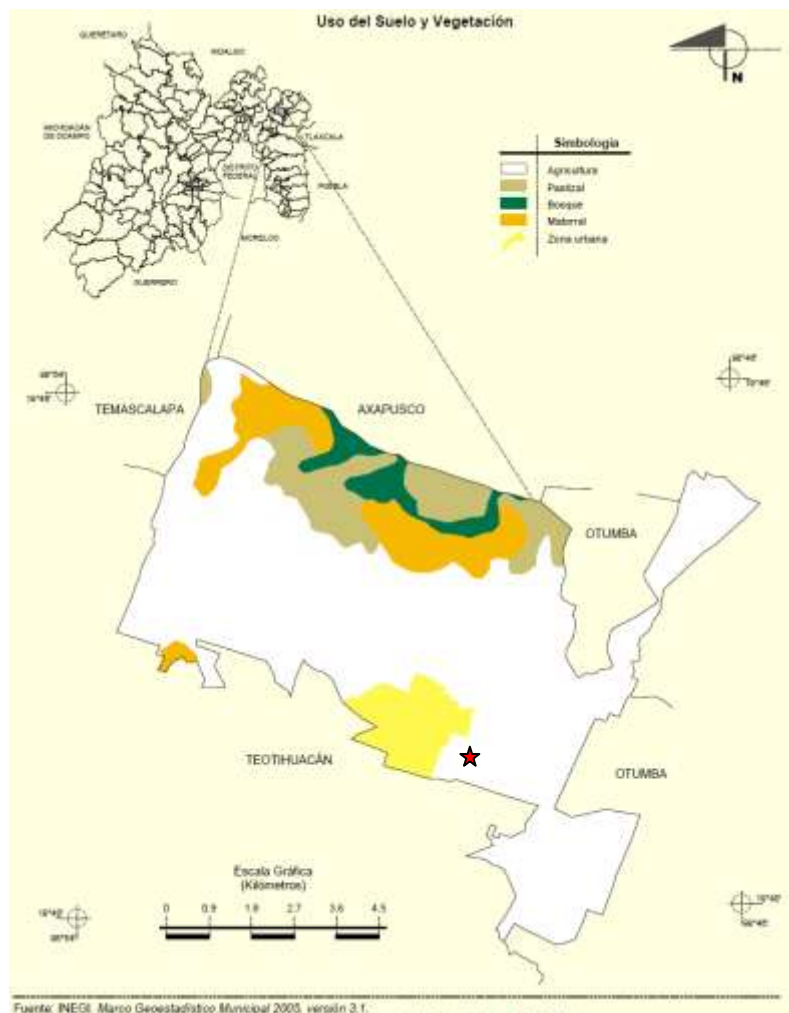 Uso del Suelo y Vegetación
QUERETARO
HIDALGO
MICHOACÁN
DE OCAMPO
TLAXCALA
DISTRITO
FEDERAL
PUEBLA
MORELOS
GUERRERO
N
Simbología
Agricultura
Pastizal
Bosque
Matorral
Zona urbana
TEMASCALAPA
AXAPUSCO
OTUMBA
TEOTIHUACÁN
OTUMBA
Escala Gráfica
(Kilómetros)
0 0.9 1.8 2.7 3.6 4.5
Fuente: INEGI. Marco Geoestadístico Municipal 2005, versión 3.1.